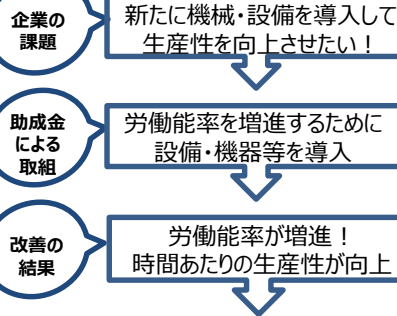 企業の
課題
新たに機械・設備を導入して
生産性を向上させたい！
助成金
による
取組
労働能率を増進するために
設備・機器等を導入
改善の
結果
労働能率が増進！
時間あたりの生産性が向上